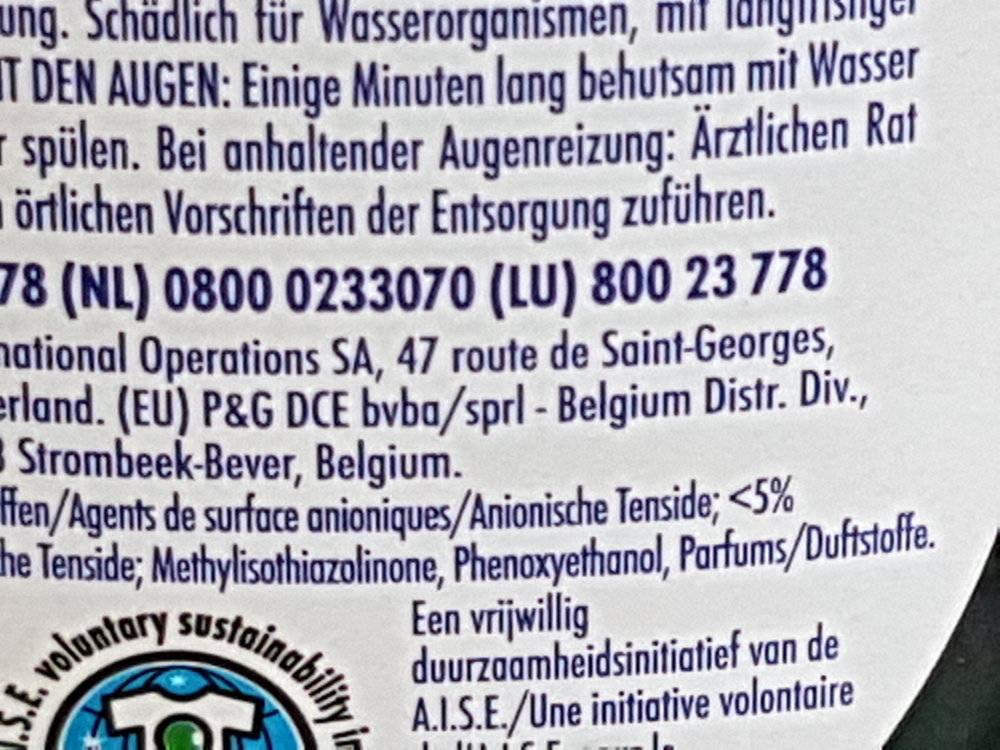 ung. Schädlich für Wasserorganismen, mit langfristiger
T DEN AUGEN: Einige Minuten lang behutsam mit Wasser
r spülen. Bei anhaltender Augenreizung: Ärztlichen Rat
örtlichen Vorschriften der Entsorgung zuführen.
78 (NL) 0800 0233070 (LU) 800 23 778
national Operations SA, 47 route de Saint-Georges,
erland. (EU) P&G DCE bvba/sprl - Belgium Distr. Div.,
Strombeek-Bever, Belgium.
ffen/Agents de surface anioniques/Anionische Tenside; <5%
he Tenside; Methylisothiazolinone, Phenoxyethanol, Parfums/Duftstoffe.
Een vrijwillig
duurzaamheidsinitiatief van de
A.I.S.E./Une initiative volontaire
.I.S.E. voluntary sustainability in